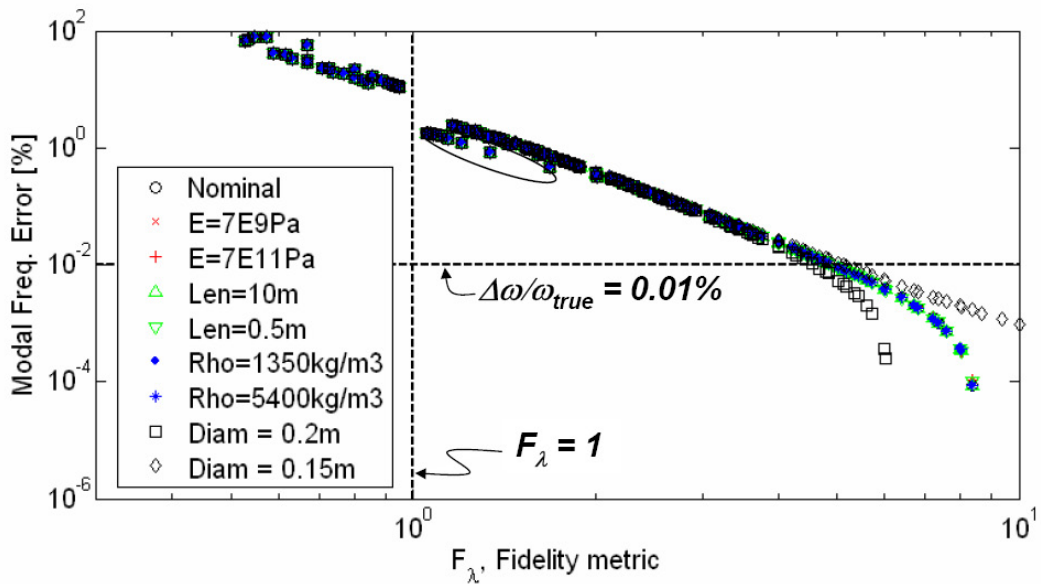 10^2
10^0
10^-2
10^-4
10^-6
Modal Freq. Error [%]
Nominal
E=7E9Pa
E=7E11Pa
Len=10m
Len=0.5m
Rho=1350kg/m3
Rho=5400kg/m3
Diam = 0.2m
Diam = 0.15m
Δω/ω_true = 0.01%
F_λ = 1
10^0
10^1
F_λ, Fidelity metric